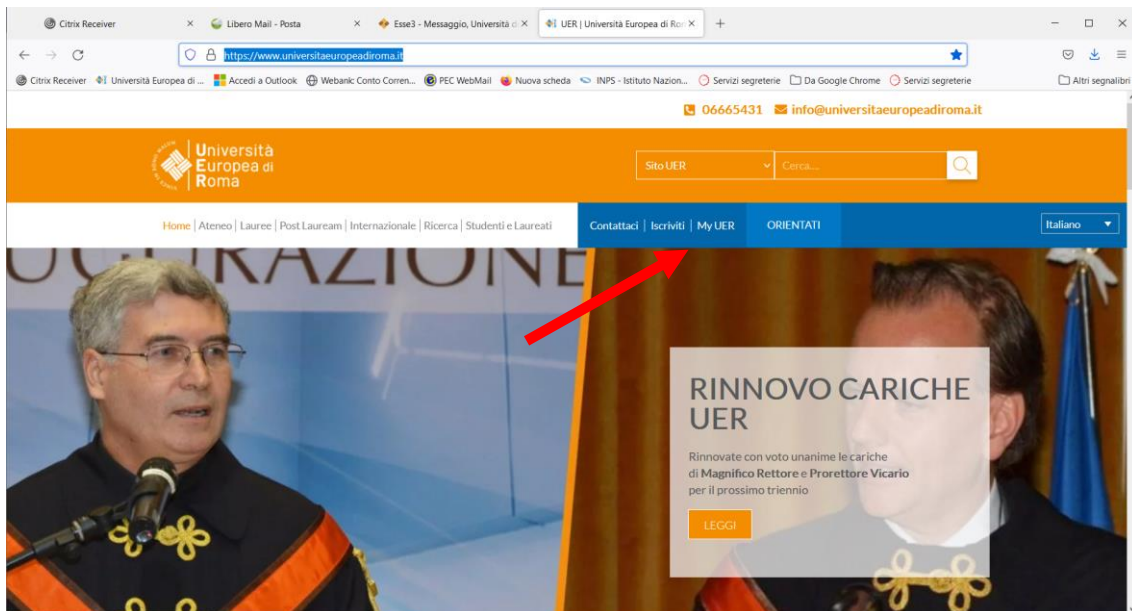 Citrix Receiver
Libero Mail - Posta
Esse3 - Messaggio, Università d
UER | Università Europea di Ror
https://www.universitaeuropeadiroma.it
Citrix Receiver
Università Europea di ...
Accedi a Outlook
Webank: Conto Corren...
PEC WebMail
Nuova scheda
INPS - Istituto Nazion...
Servizi segreterie
Da Google Chrome
Servizi segreterie
Altri segnalibri
06665431 info@universitaeuropeadiroma.it
Università
Europea di
Roma
Sito UER
Cerca...
Home | Ateneo | Lauree | Post Lauream | Internazionale | Ricerca | Studenti e Laureati
Contattaci | Iscriviti | My UER
ORIENTATI
Italiano
UGURAZIONE
RINNOVO CARICHE
UER
Rinnovate con voto unanime le cariche
di Magnifico Rettore e Prorettore Vicario
per il prossimo triennio
LEGGI